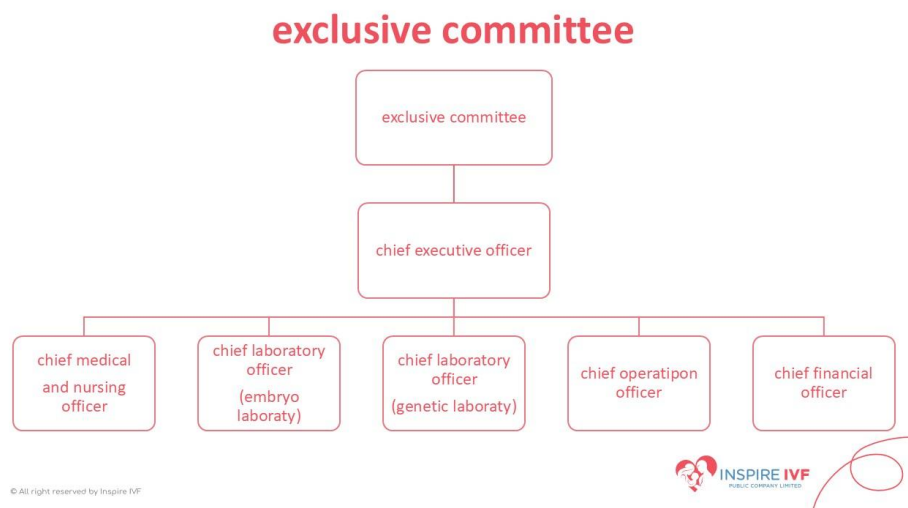 exclusive committee
exclusive committee
chief executive officer
chief medical
and nursing
officer
chief laboratory
officer
(embryo
laboraty)
chief laboratory
officer
(genetic laboraty)
chief operatipon
officer
chief financial
officer
INSPIRE IVF
PUBLIC COMPANY LIMITED
© All right reserved by Inspire IVF